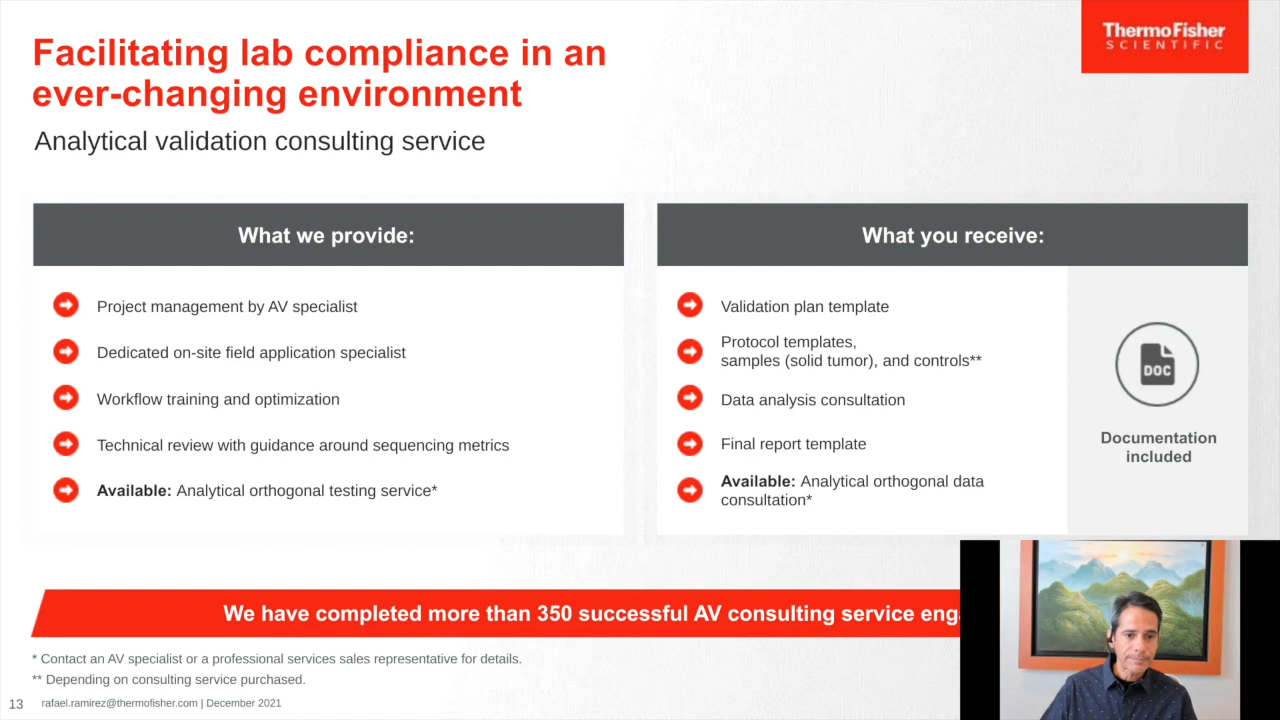 Facilitating lab compliance in an
ever-changing environment
ThermoFisher
SCIENTIFIC
Analytical validation consulting service
What we provide:
Project management by AV specialist
Dedicated on-site field application specialist
Workflow training and optimization
Technical review with guidance around sequencing metrics
Available: Analytical orthogonal testing service*
What you receive:
Validation plan template
Protocol templates,
samples (solid tumor), and controls**
Data analysis consultation
Final report template
Available: Analytical orthogonal data
consultation*
DOC
Documentation
included
We have completed more than 350 successful AV consulting service
* Contact an AV specialist or a professional services sales representative for details.
** Depending on consulting service purchased.
13 rafael.ramirez@thermofisher.com | December 2021